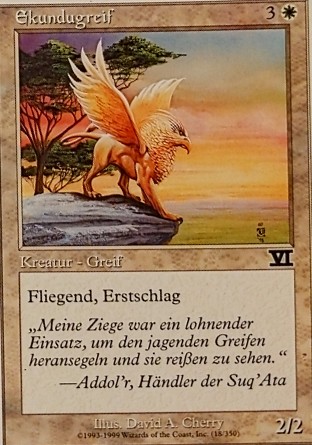 Ekundugreif 3
VI
Kreatur - Greif
Fliegend, Erstschlag
„Meine Ziege war ein lohnender
Einsatz, um den jagenden Greifen
heransegeln und sie reißen zu sehen.“
—Addol'r, Händler der Suq'Ata
Illus. David A. Cherry
©1993-1999 Wizards of the Coast, Inc. (18/350)
2/2